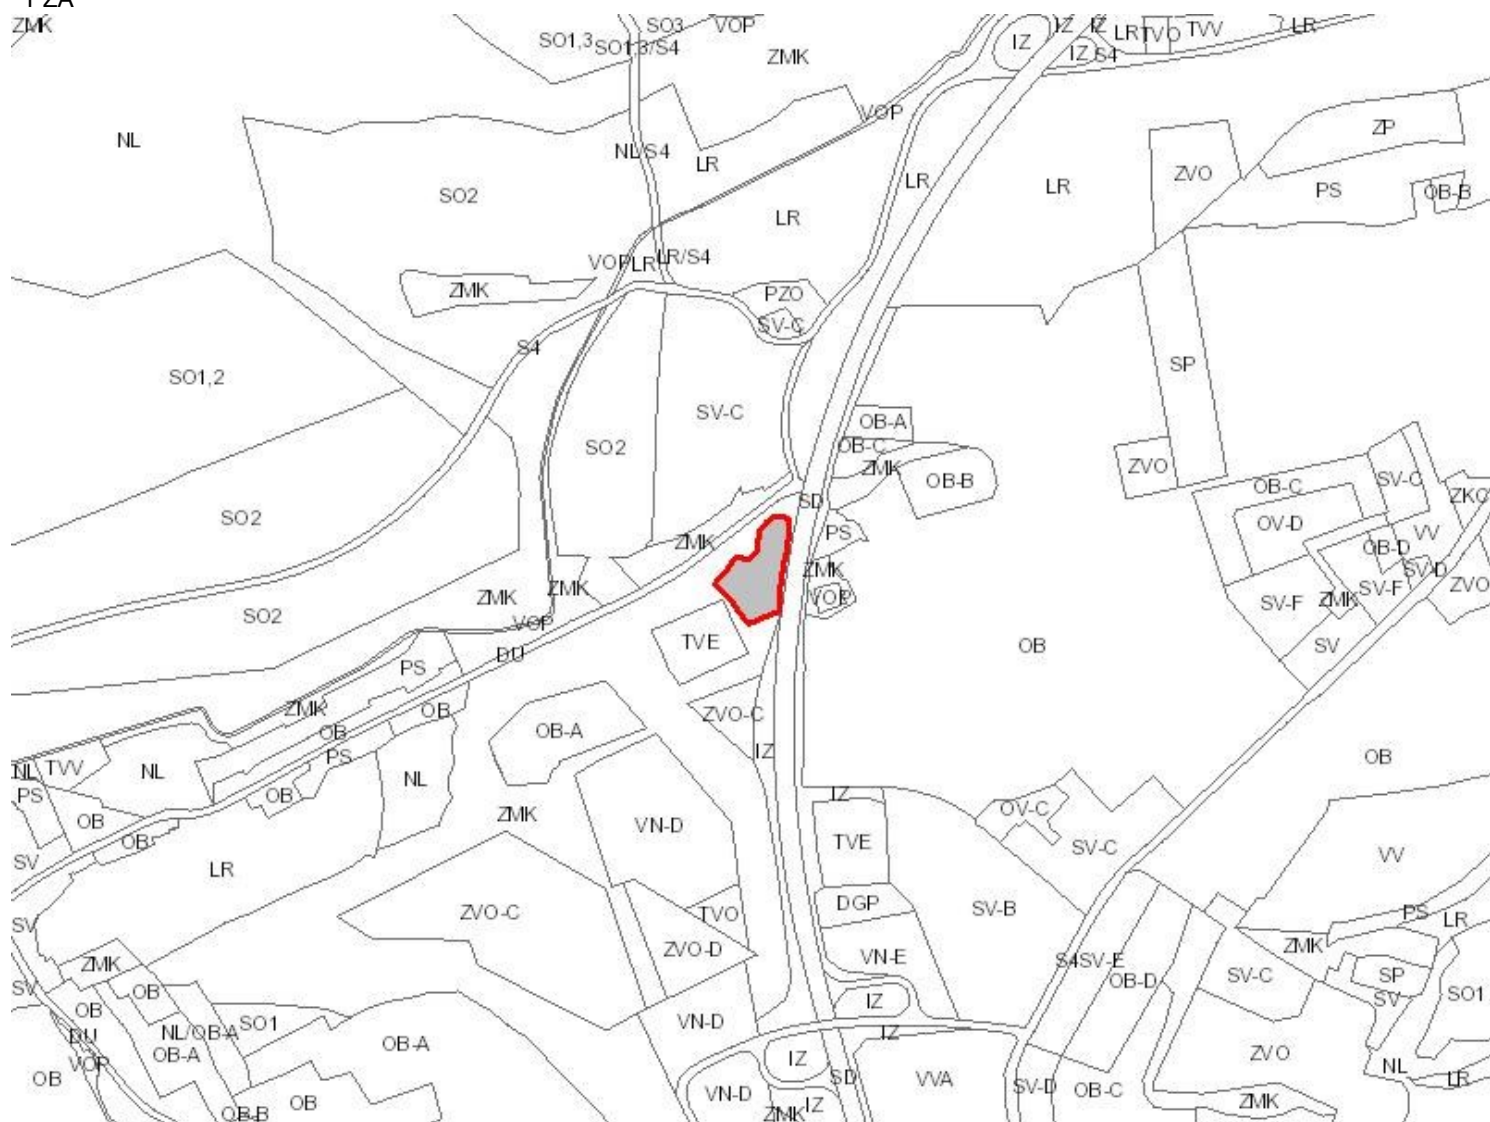 ZMK
SO1,3
SO3
VOP
SO1,3/S4
ZMK
IZ
IZ
IZ
LR
TVO
TVV
LR
IZ
S4
NL
VOP
NL/S4
LR
ZP
SO2
LR
LR
LR
ZVO
PS
OB-B
VOP
LR
LR/S4
ZMK
PZO
SV-C
S4
SO1,2
SP
SV-C
OB-A
SO2
OB-C
ZMK
OB-B
ZVO
OB-C
SV-C
ZKC
SD
SO2
OV-D
VV
PS
ZMK
OB-D
ZMK
SV-D
ZMK
ZMK
VOP
SV-F
ZMK
SV-F
ZVO
SO2
VOP
TVE
OB
SV
DU
PS
ZMK
OB
ZVO-C
OB
OB-A
PS
IZ
OB
NL
TVV
NL
NL
PS
OB
IZ
OV-C
OB
ZMK
VN-D
OB
TVE
SV-C
VV
SV
LR
DGP
SV-B
ZVO-C
TVO
PS
LR
SV
ZVO-D
VN-E
ZMK
ZMK
S4
SV-E
OB-D
SV-C
SP
SV
OB
IZ
SV
SO1
OB
VN-D
SO1
NL/OB-A
IZ
DU
OB-A
OB-A
IZ
ZVO
VOP
NL
OB
SD
VVA
SV-D
OB-C
LR
VN-D
OB-B
OB
ZMK
IZ
ZMK